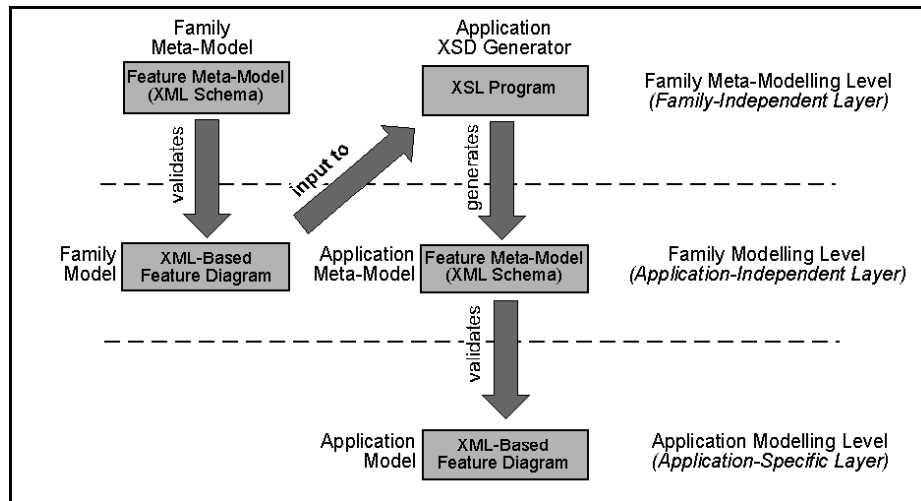 Family
Meta-Model
Application
XSD Generator
Feature Meta-Model
(XML Schema)
XSL Program
Family Meta-Modelling Level
(Family-Independent Layer)
validates
input to
generates
Family
Model
XML-Based
Feature Diagram
Application
Meta-Model
Feature Meta-Model
(XML Schema)
Family Modelling Level
(Application-Independent Layer)
validates
Application
Model
XML-Based
Feature Diagram
Application Modelling Level
(Application-Specific Layer)